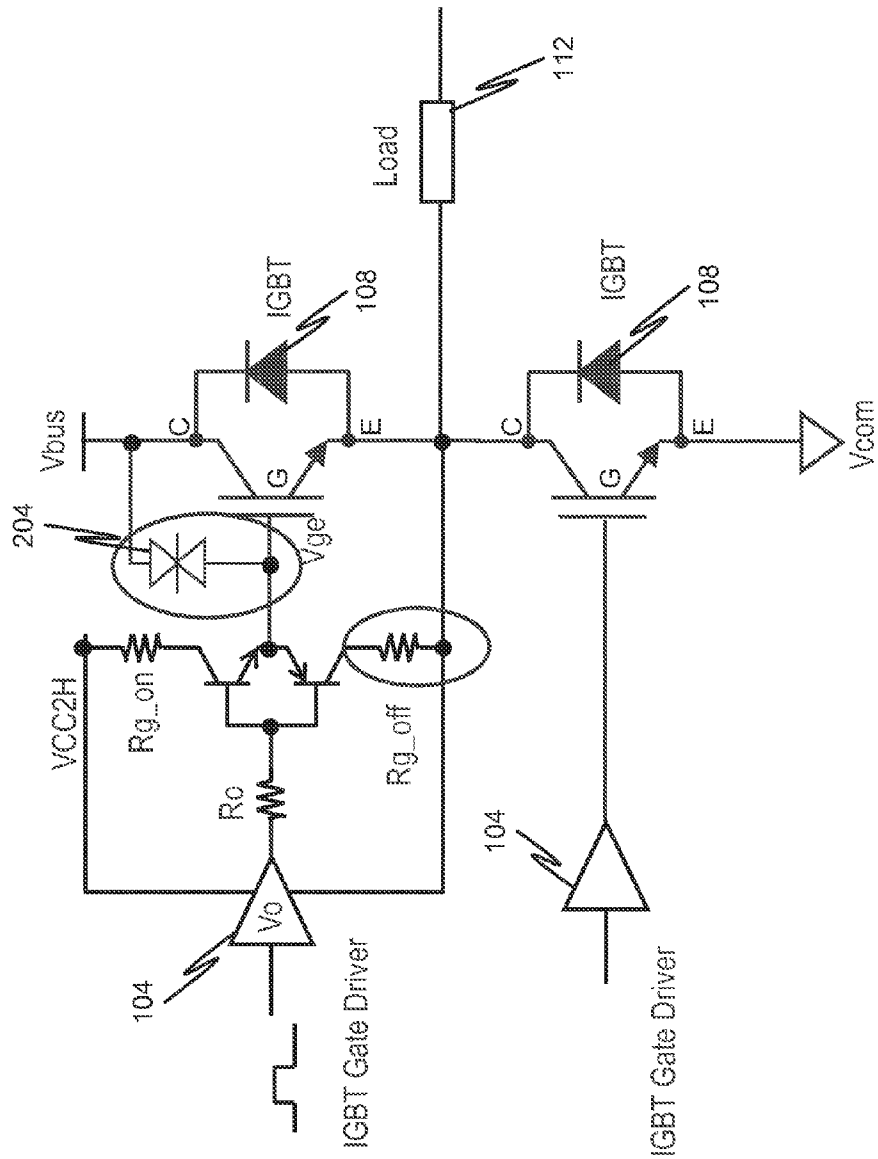 Vbus
204
VCC2H
Rg_on
C
IGBT
108
G
Vge
E
Load
112
Ro
Rg_off
Vo
104
IGBT Gate Driver
C
IGBT
108
G
E
Vcom
104
IGBT Gate Driver